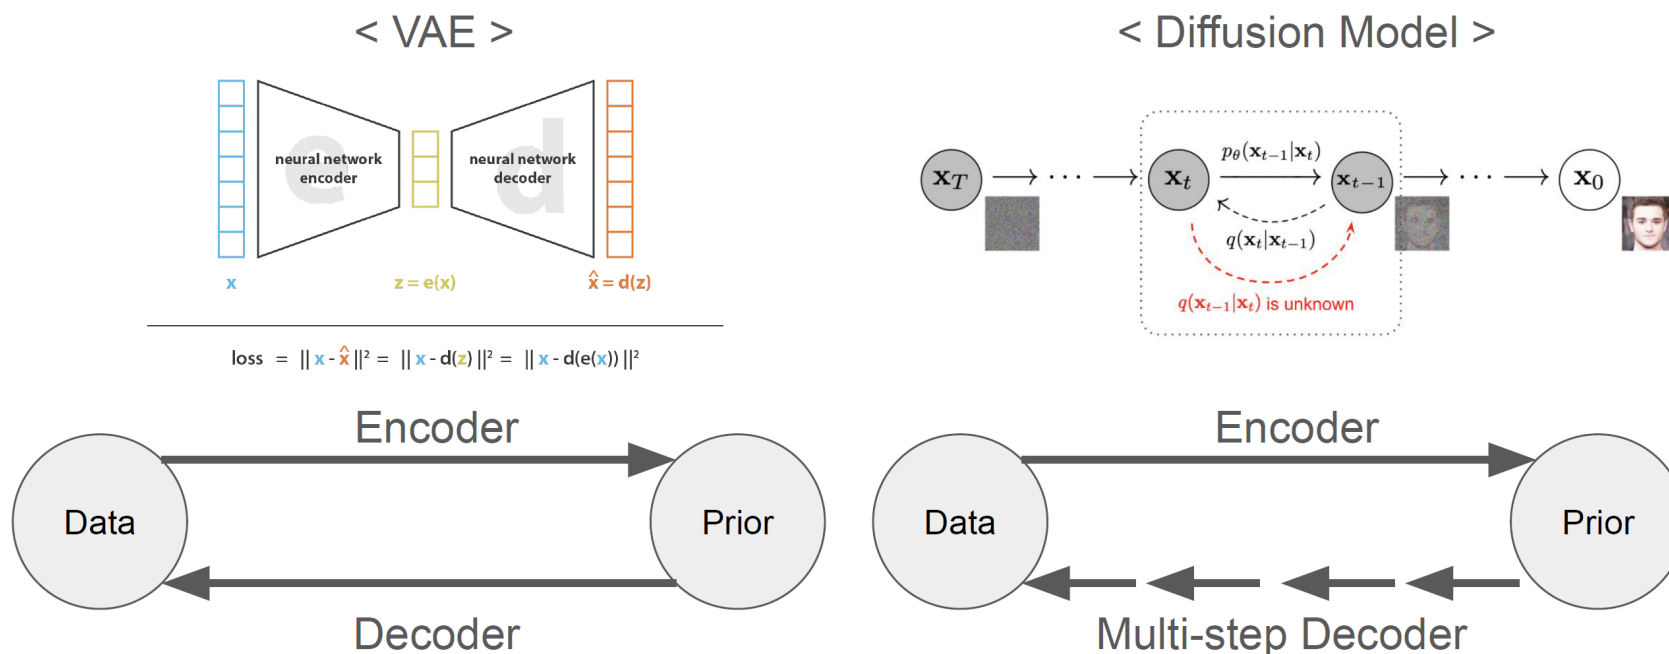 < VAE >
e
neural network
encoder
d
neural network
decoder
x
z = e(x)
x̂ = d(z)
loss = || x - x̂ ||² = || x - d(z) ||² = || x - d(e(x)) ||²
Encoder
Data
Prior
Decoder
< Diffusion Model >
x_T
···
x_t
p_θ(x_{t−1}|x_t)
x_{t−1}
···
x_0
q(x_t|x_{t−1})
q(x_{t−1}|x_t) is unknown
Encoder
Data
Prior
Multi-step Decoder